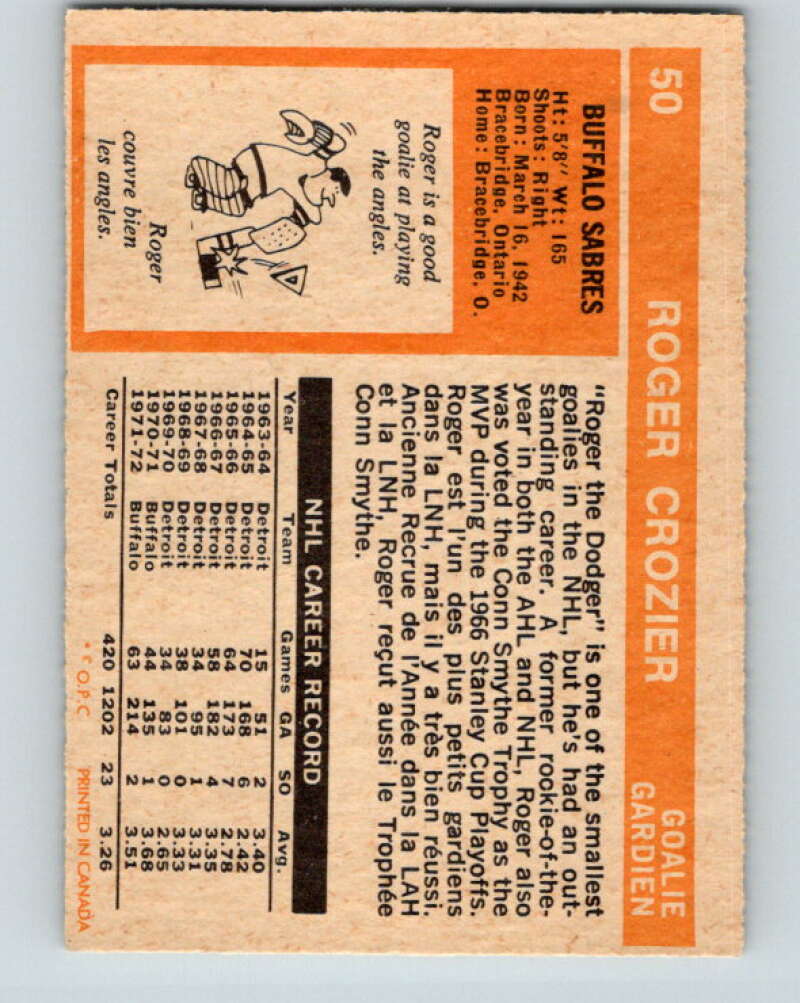 50 ROGER CROZIER
GOALIE
GARDIEN
BUFFALO SABRES
Ht: 5'8" Wt: 165
Shoots: Right
Born: March 16, 1942
Bracebridge, Ontario
Home: Bracebridge, O.
Roger is a good
goalie at playing
the angles.
Roger
couvre bien
les angles.
"Roger the Dodger" is one of the smallest
goalies in the NHL, but he's had an out-
standing career. A former rookie-of-the-
year in both the AHL and NHL, Roger also
was voted the Conn Smythe Trophy as the
MVP during the 1966 Stanley Cup Playoffs.
Roger est l'un des plus petits gardiens
dans la LNH, mais il y a très bien réussi.
Ancienne Recrue de l'Année dans la LAH
et la LNH, Roger reçut aussi le Trophée
Conn Smythe.
NHL CAREER RECORD
Year Team Games GA SO Avg.
1963-64 Detroit 15 51 2 3.40
1964-65 Detroit 70 168 6 2.42
1965-66 Detroit 64 173 7 2.78
1966-67 Detroit 58 182 4 3.35
1967-68 Detroit 34 95 1 3.31
1968-69 Detroit 38 101 0 3.33
1969-70 Detroit 34 83 0 2.65
1970-71 Buffalo 44 135 1 3.68
1971-72 Buffalo 63 214 2 3.51
Career Totals 420 1202 23 3.26
O.P.C PRINTED IN CANADA